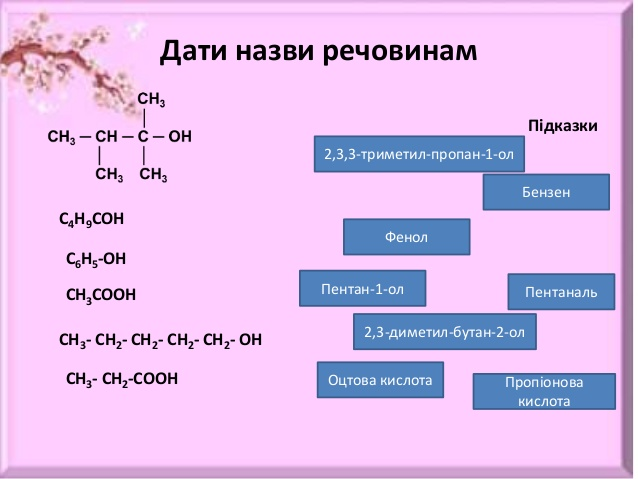 Дати назви речовинам
CH₃
CH₃ – CH – C – OH
CH₃ CH₃
C₄H₉COH
C₆H₅-OH
CH₃COOH
CH₃- CH₂- CH₂- CH₂- CH₂- OH
CH₃- CH₂-COOH
Підказки
2,3,3-триметил-пропан-1-ол
Бензен
Фенол
Пентан-1-ол
Пентаналь
2,3-диметил-бутан-2-ол
Оцтова кислота
Пропіонова
кислота